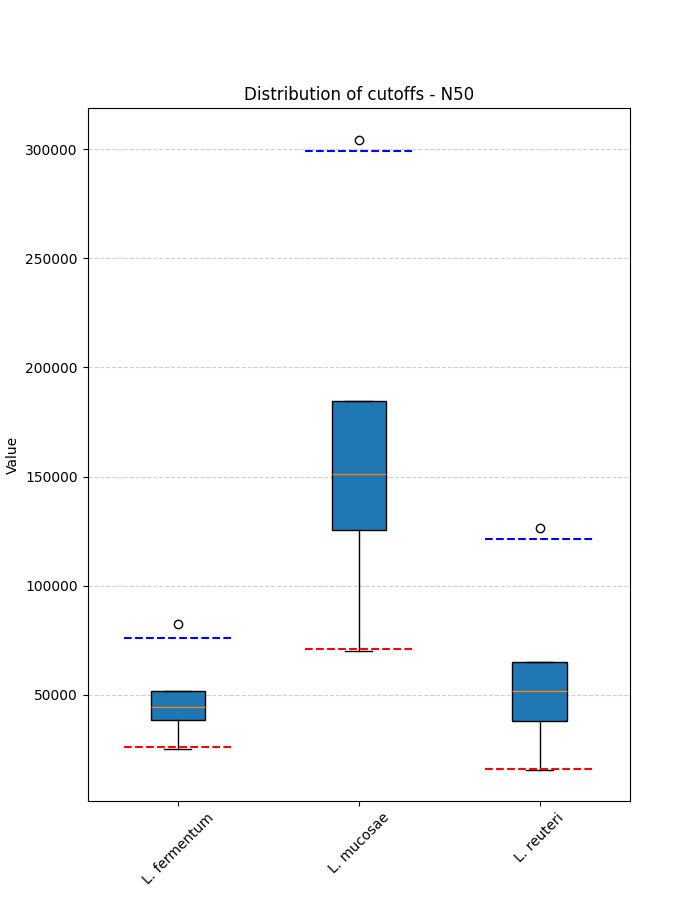 Distribution of cutoffs - N50
Value
300000
250000
200000
150000
100000
50000
L. fermentum
L. mucosae
L. reuteri